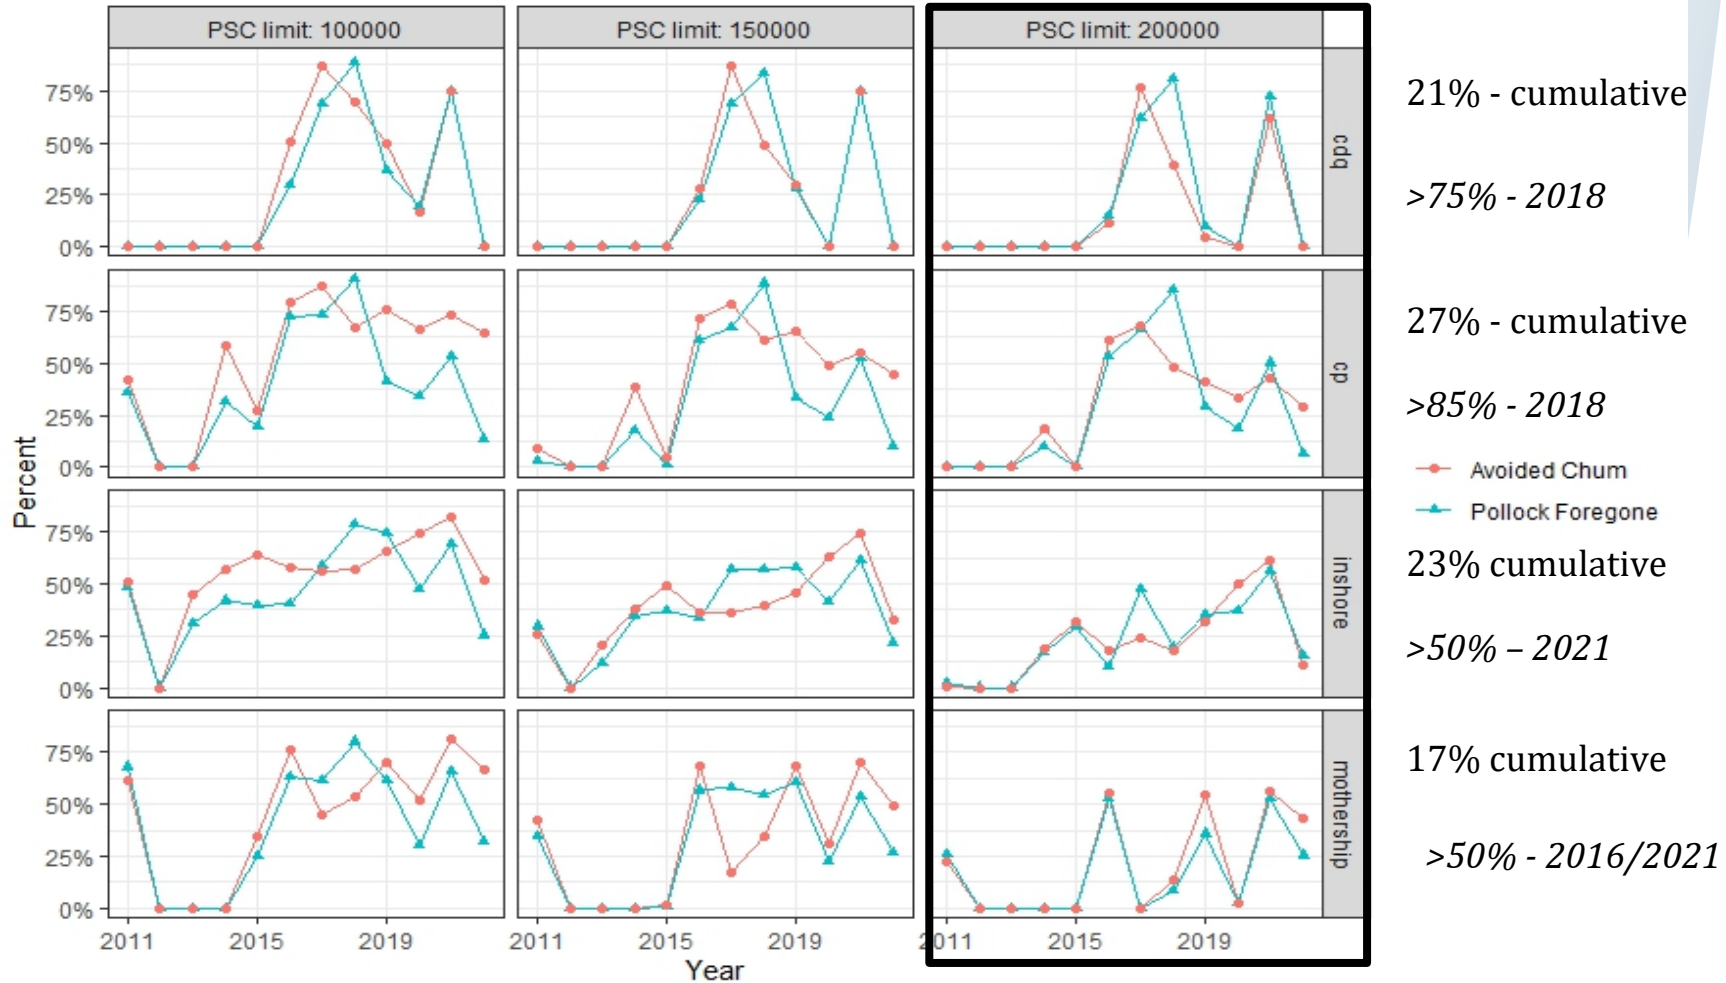 PSC limit: 100000
PSC limit: 150000
PSC limit: 200000
75%
50%
25%
0%
cdq
21% - cumulative
>75% - 2018
75%
50%
25%
0%
cp
27% - cumulative
>85% - 2018
Avoided Chum
Pollock Foregone
75%
50%
25%
0%
inshore
23% cumulative
>50% – 2021
75%
50%
25%
0%
mothership
17% cumulative
>50% - 2016/2021
Percent
2011 2015 2019
2011 2015 2019
2011 2015 2019
Year